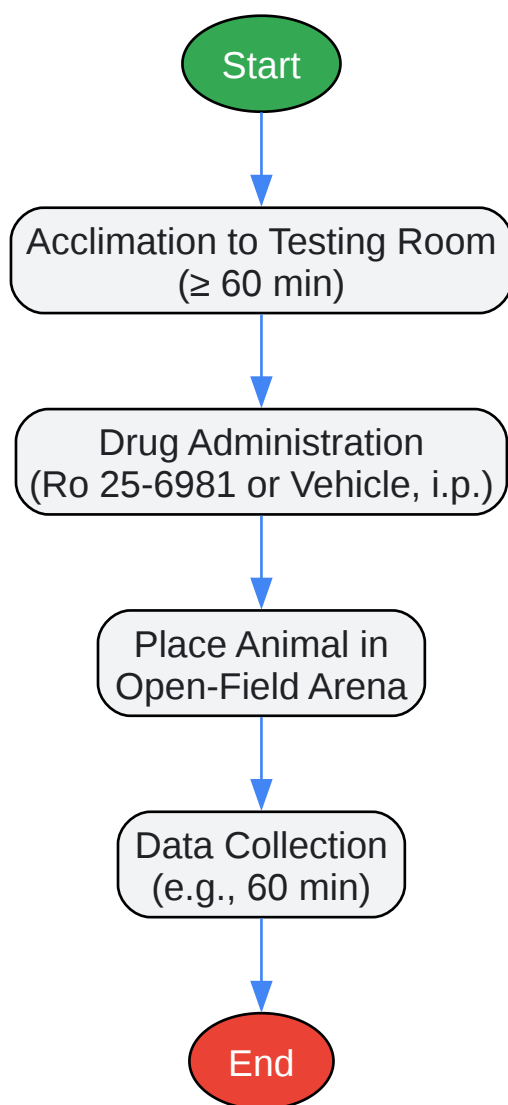 Start
Acclimation to Testing Room
(≥ 60 min)
Drug Administration
(Ro 25-6981 or Vehicle, i.p.)
Place Animal in
Open-Field Arena
Data Collection
(e.g., 60 min)
End